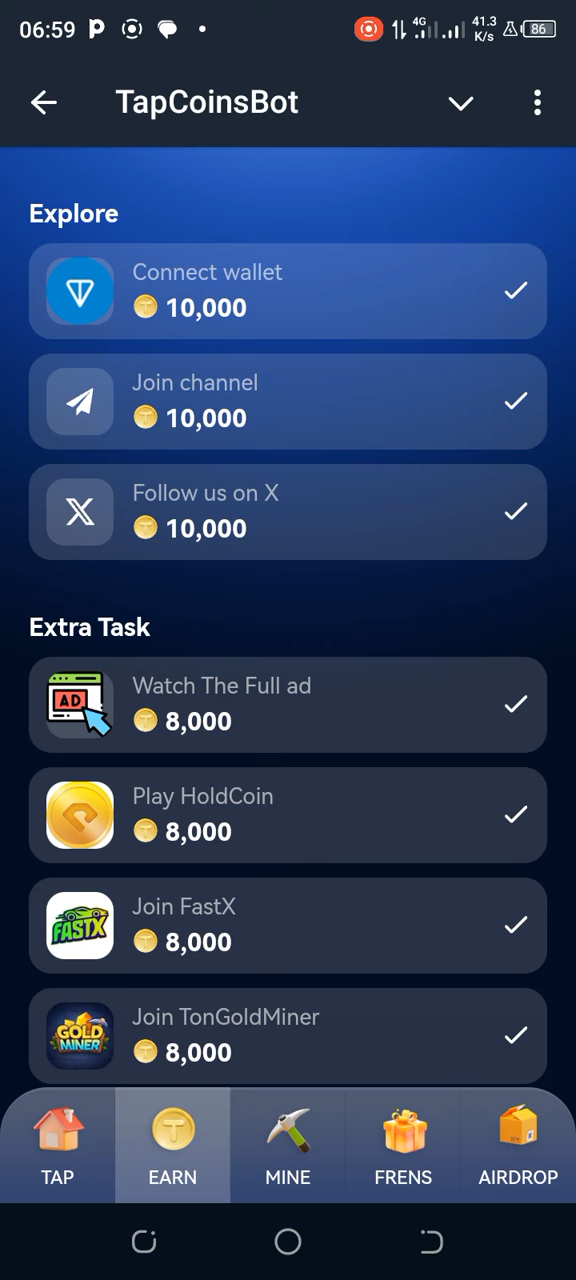 06:59
4G
41.3
K/s
86
TapCoinsBot
Explore
Connect wallet
10,000
Join channel
10,000
Follow us on X
10,000
Extra Task
AD
Watch The Full ad
8,000
Play HoldCoin
8,000
FASTX
Join FastX
8,000
GOLD
MINER
Join TonGoldMiner
8,000
TAP
EARN
MINE
FRENS
AIRDROP